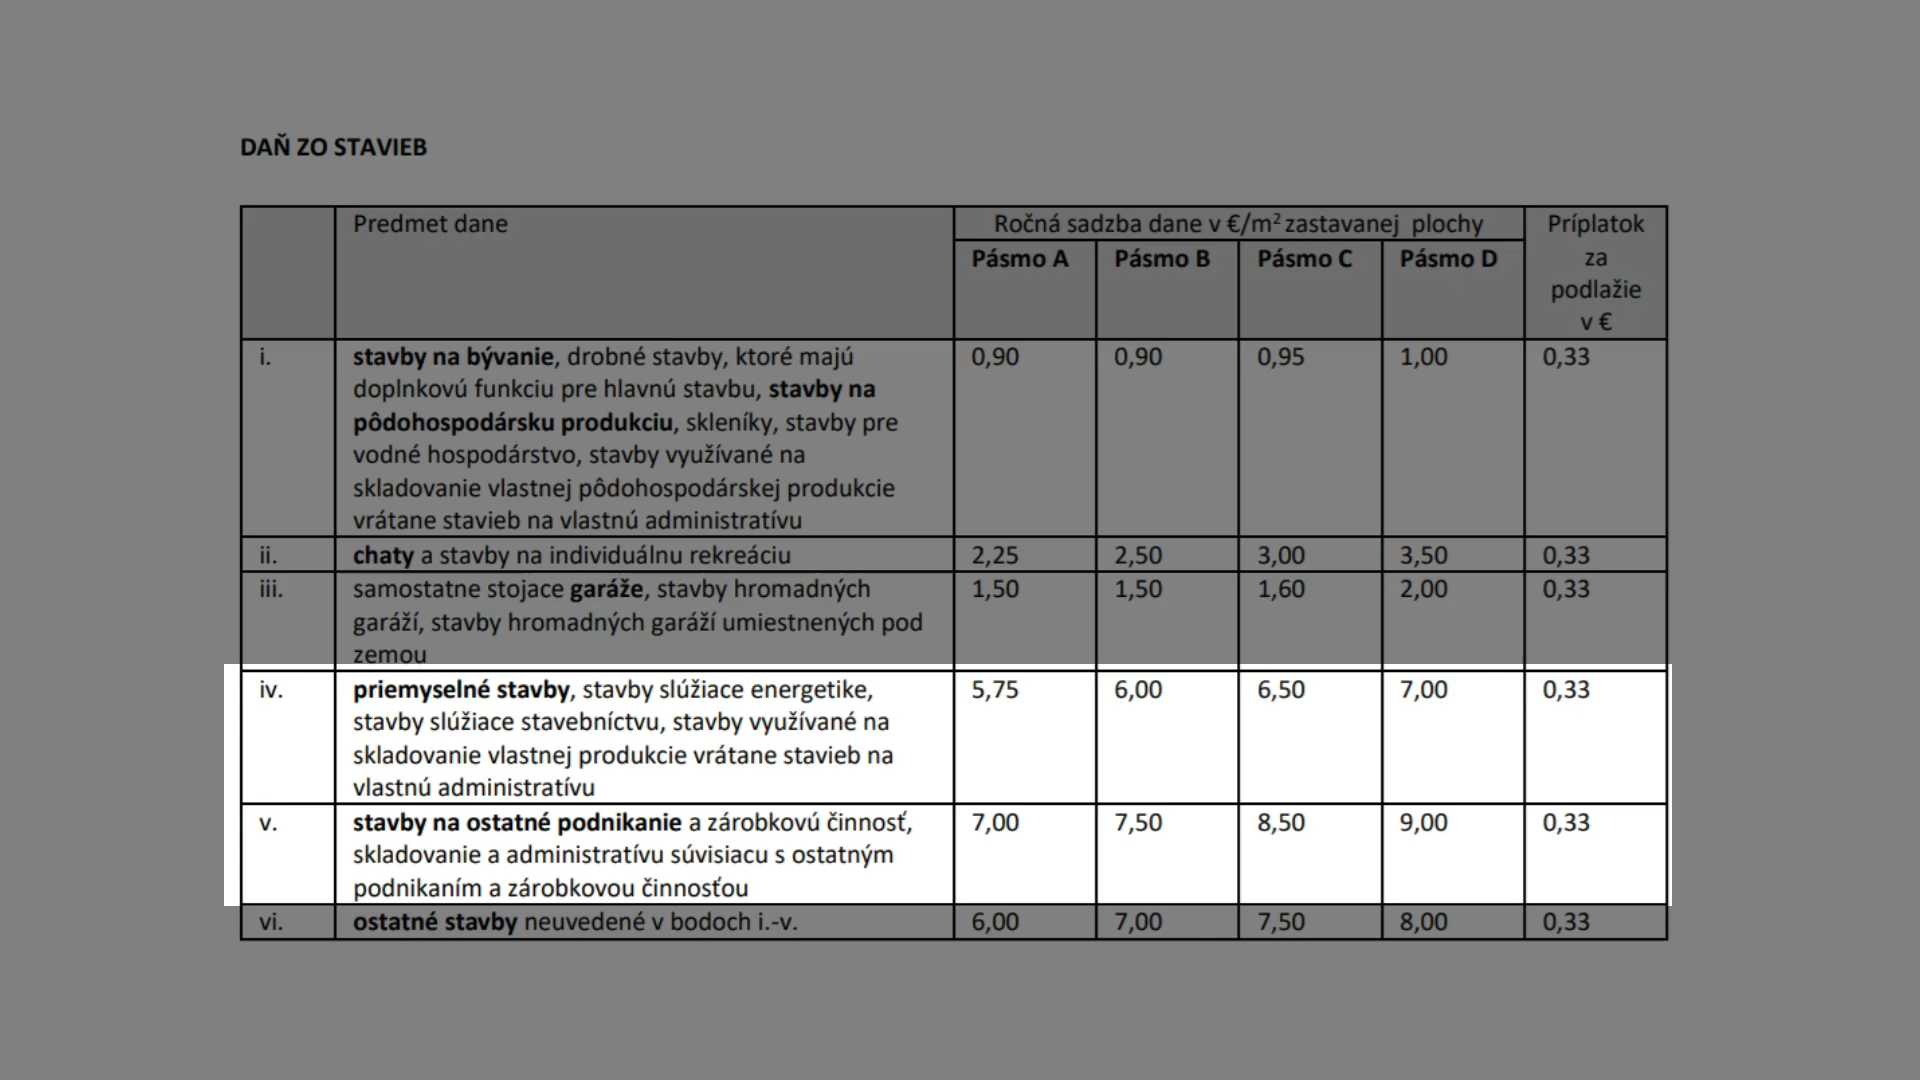 DAŇ ZO STAVIEB
Predmet dane
Ročná sadzba dane v €/m² zastavanej plochy
Príplatok
za
podlažie
v €
Pásmo A
Pásmo B
Pásmo C
Pásmo D
i.
stavby na bývanie, drobné stavby, ktoré majú
doplnkovú funkciu pre hlavnú stavbu, stavby na
pôdohospodársku produkciu, skleníky, stavby pre
vodné hospodárstvo, stavby využívané na
skladovanie vlastnej pôdohospodárskej produkcie
vrátane stavieb na vlastnú administratívu
0,90
0,90
0,95
1,00
0,33
ii.
chaty a stavby na individuálnu rekreáciu
2,25
2,50
3,00
3,50
0,33
iii.
samostatne stojace garáže, stavby hromadných
garáží, stavby hromadných garáží umiestnených pod
zemou
1,50
1,50
1,60
2,00
0,33
iv.
priemyselné stavby, stavby slúžiace energetike,
stavby slúžiace stavebníctvu, stavby využívané na
skladovanie vlastnej produkcie vrátane stavieb na
vlastnú administratívu
5,75
6,00
6,50
7,00
0,33
v.
stavby na ostatné podnikanie a zárobkovú činnosť,
skladovanie a administratívu súvisiacu s ostatným
podnikaním a zárobkovou činnosťou
7,00
7,50
8,50
9,00
0,33
vi.
ostatné stavby neuvedené v bodoch i.-v.
6,00
7,00
7,50
8,00
0,33